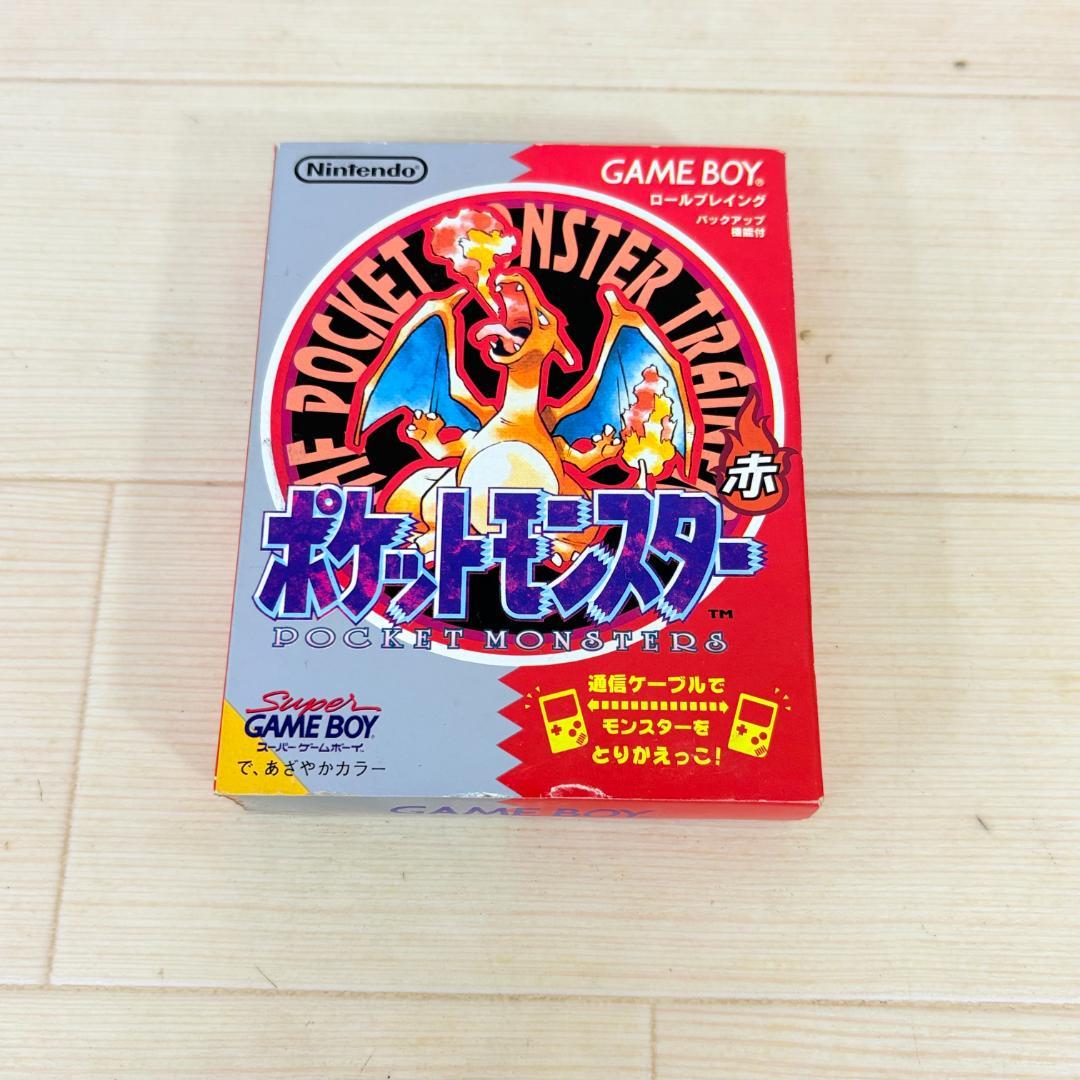 Nintendo®
GAME BOY®
ロールプレイング
バックアップ
機能付
POCKET MONSTER
赤
ポケットモンスター
TM
POCKET MONSTERS
通信ケーブルで
モンスターを
とりかえっこ!
Super
GAME BOY
スーパーゲームボーイ
で、あざやかカラー
GAME BOY